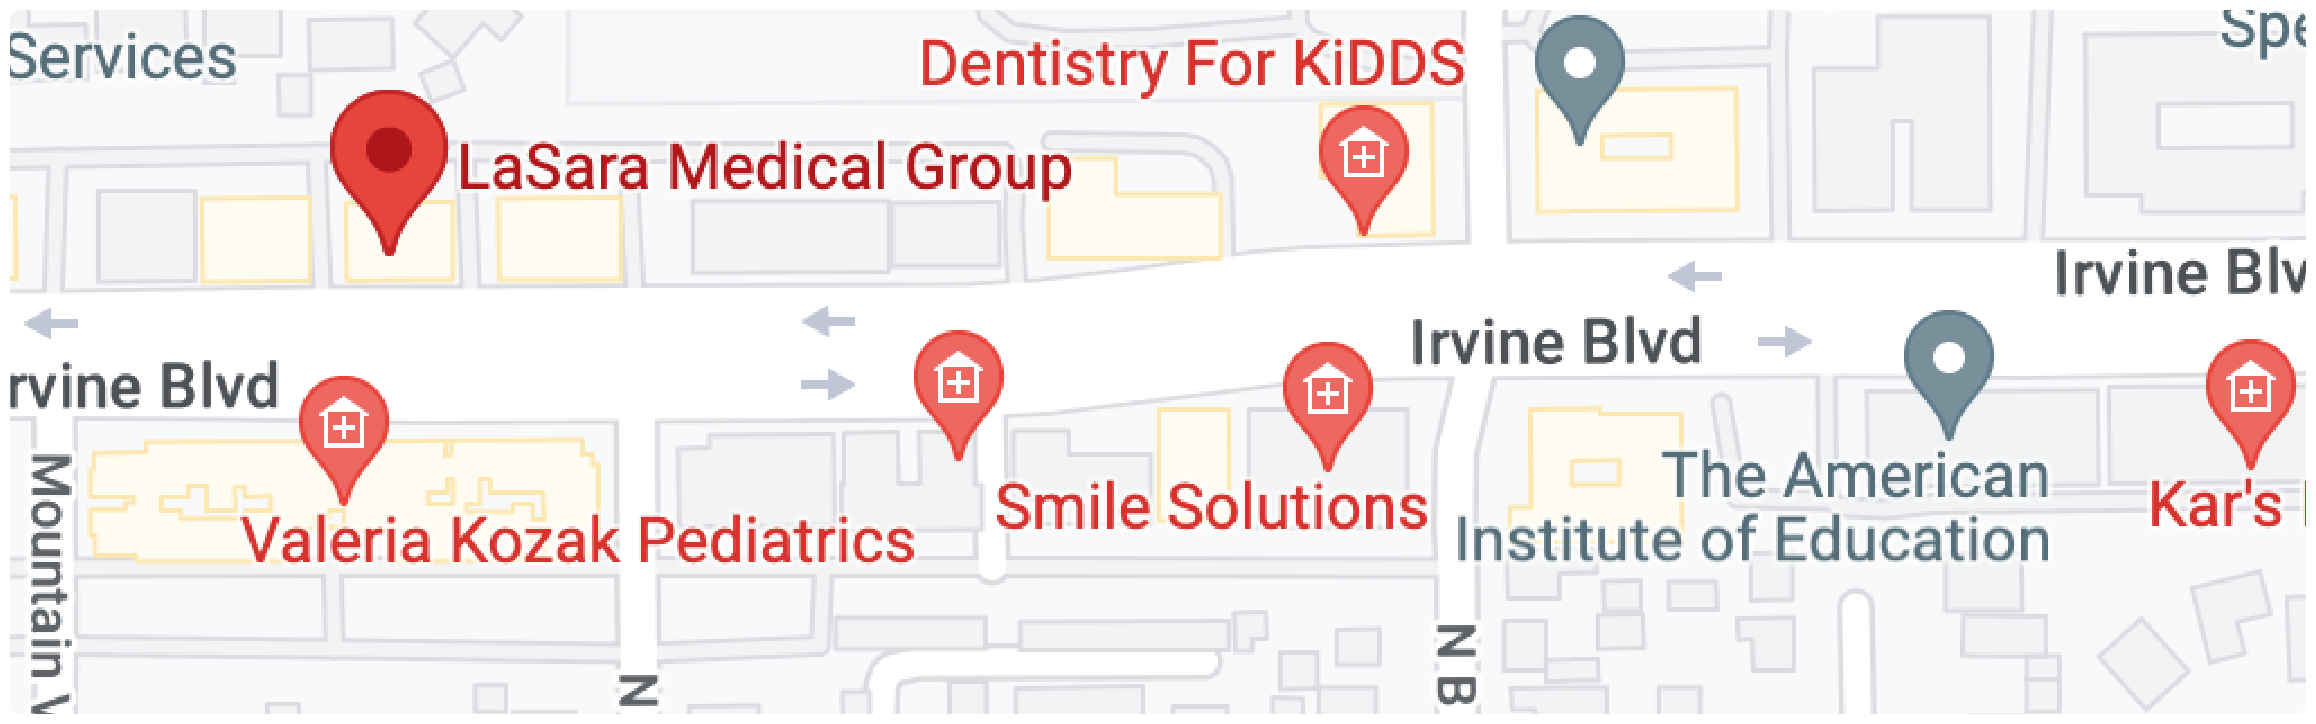 Services
Spe
Dentistry For KiDDS
LaSara Medical Group
Irvine Blv
Irvine Blvd
rvine Blvd
Mountain V
Valeria Kozak Pediatrics
Smile Solutions
The American
Institute of Education
Kar's
N B
N